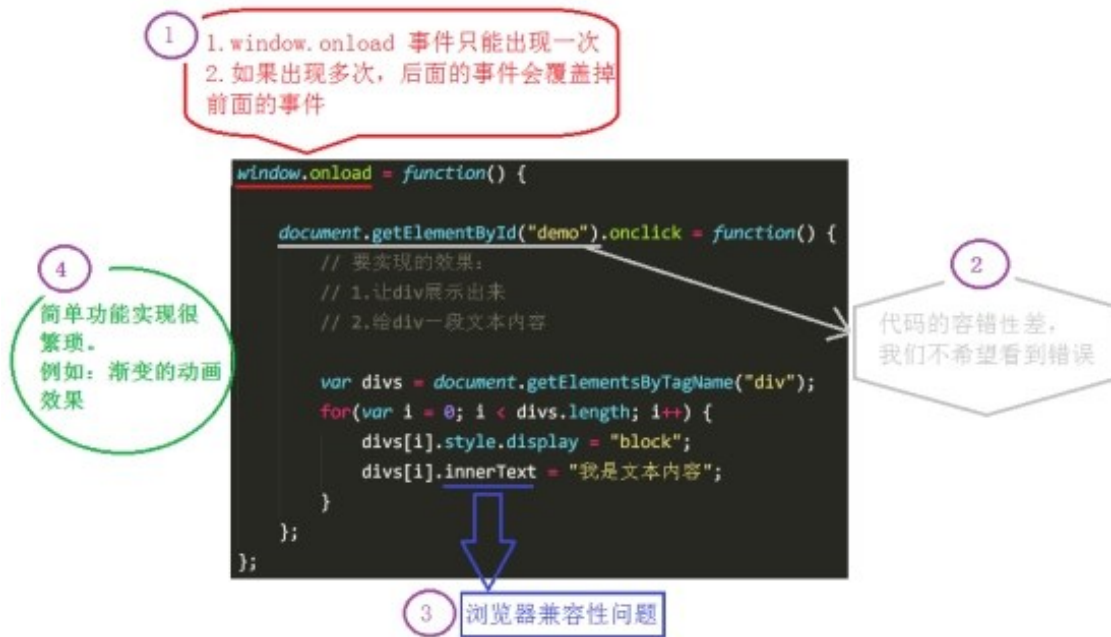 1
1.window.onload 事件只能出现一次
2.如果出现多次，后面的事件会覆盖掉
前面的事件
window.onload = function() {
document.getElementById("demo").onclick = function() {
// 要实现的效果：
// 1.让div展示出来
// 2.给div一段文本内容
var divs = document.getElementsByTagName("div");
for(var i = 0; i < divs.length; i++) {
divs[i].style.display = "block";
divs[i].innerText = "我是文本内容";
}
};
};
2
代码的容错性差，
我们不希望看到错误
3
浏览器兼容性问题
4
简单功能实现很
繁琐。
例如：渐变的动画
效果